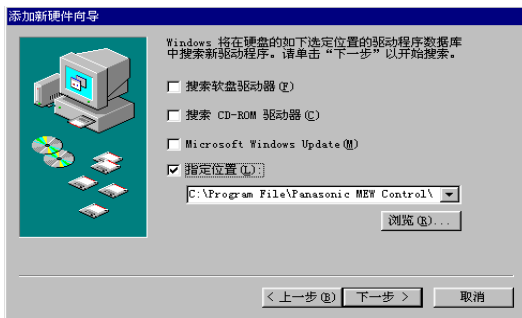 添加新硬件向导
Windows 将在硬盘的如下选定位置的驱动程序数据库
中搜索新驱动程序。请单击“下一步”以开始搜索。
搜索软盘驱动器(F)
搜索 CD-ROM 驱动器(C)
Microsoft Windows Update(M)
指定位置(L):
C:\Program File\Panasonic MEW Control\
浏览(R)...
< 上一步(B)
下一步 >
取消